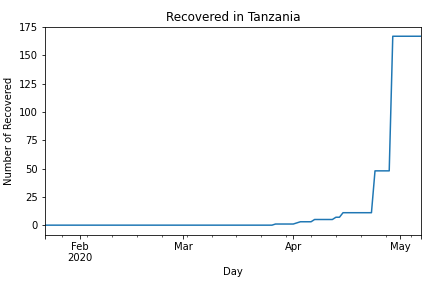 Recovered in Tanzania
Number of Recovered
175
150
125
100
75
50
25
0
Feb
2020
Mar
Apr
May
Day